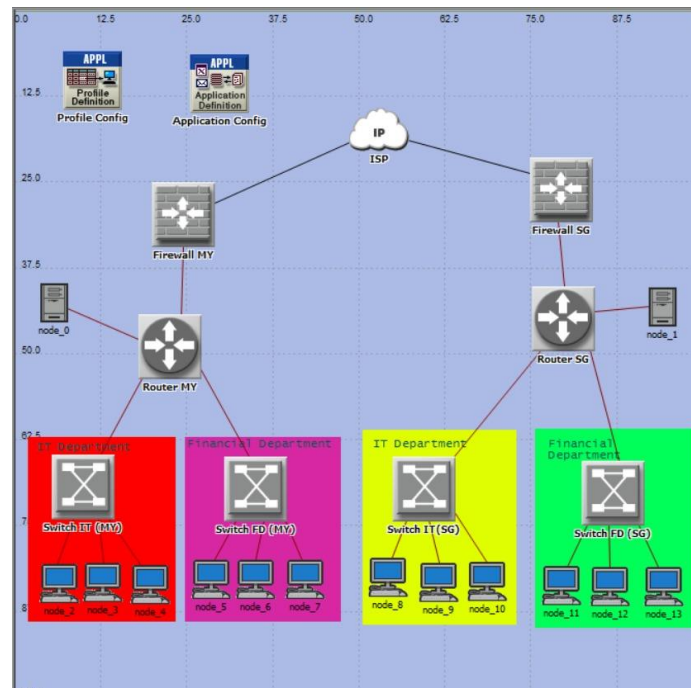 0.0 12.5 25.0 37.5 50.0 62.5 75.0 87.5
12.5
APPL
Profile
Definition
Profile Config
APPL
Application
Definition
Application Config
IP
ISP
25.0
Firewall MY
Firewall SG
37.5
node_0
node_1
50.0
Router MY
Router SG
62.5
IT Department
Financial Department
IT Department
Financial
Department
Switch IT (MY)
Switch FD (MY)
Switch IT(SG)
Switch FD (SG)
node_2
node_3
node_4
node_5
node_6
node_7
node_8
node_9
node_10
node_11
node_12
node_13